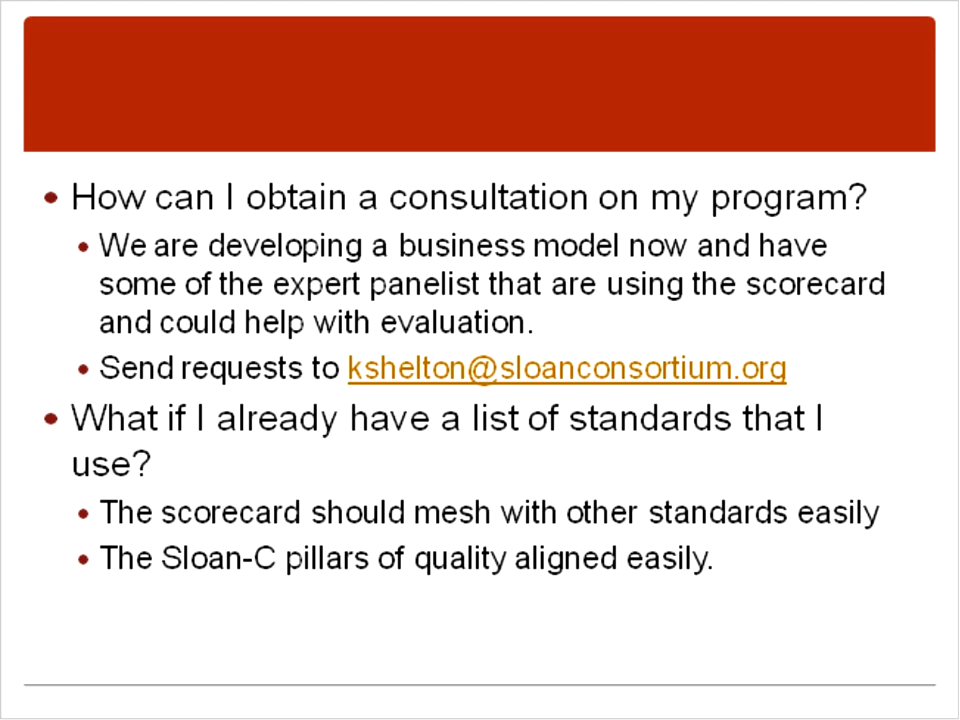 • How can I obtain a consultation on my program?
• We are developing a business model now and have
some of the expert panelist that are using the scorecard
and could help with evaluation.
• Send requests to kshelton@sloanconsortium.org
• What if I already have a list of standards that I
use?
• The scorecard should mesh with other standards easily
• The Sloan-C pillars of quality aligned easily.